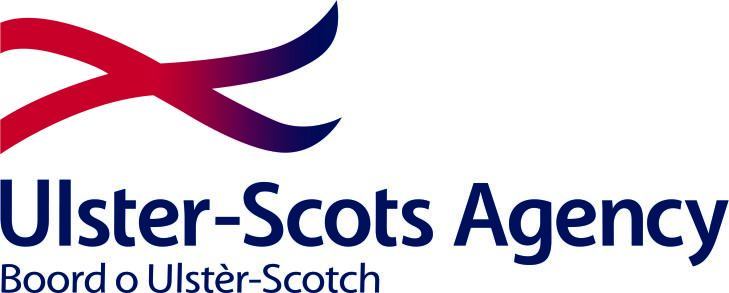 Ulster-Scots Agency
Boord o Ulstèr-Scotch